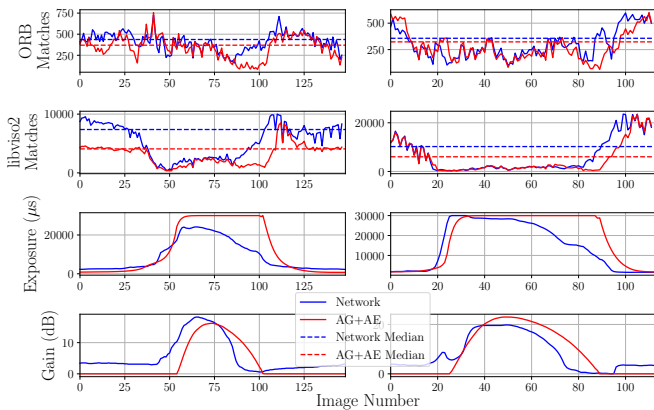 750
500
250
ORB
Matches
0 25 50 75 100 125
500
250
0 20 40 60 80 100
10000
0
libviso2
Matches
0 25 50 75 100 125
20000
0
0 20 40 60 80 100
20000
0
Exposure (μs)
0 25 50 75 100 125
30000
20000
10000
0 20 40 60 80 100
10
0
Gain (dB)
0 25 50 75 100 125
0 20 40 60 80 100
Network
AG+AE
Network Median
AG+AE Median
Image Number